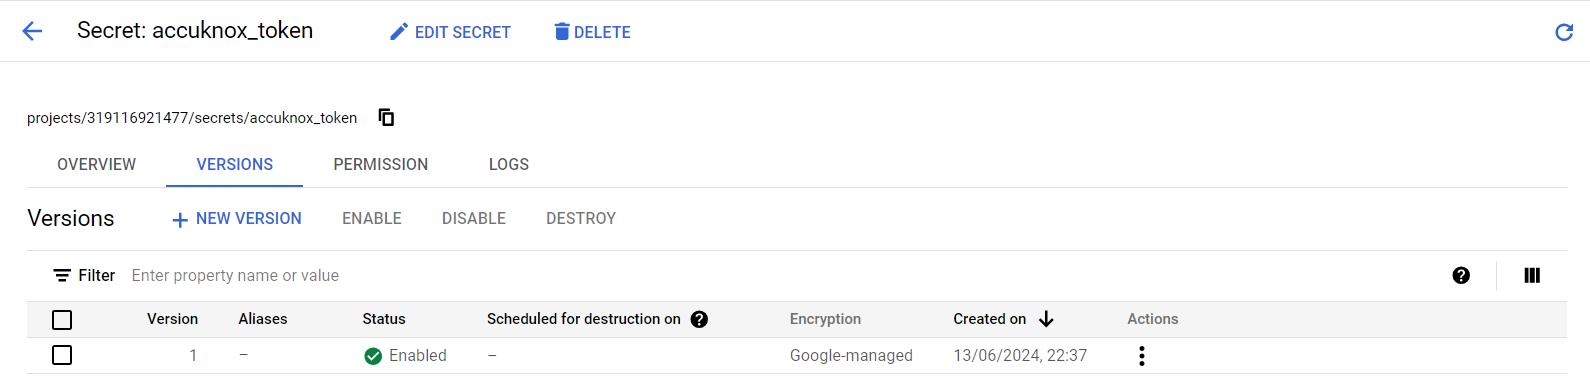 Secret: accuknox_token EDIT SECRET DELETE
projects/319116921477/secrets/accuknox_token
OVERVIEW VERSIONS PERMISSION LOGS
Versions + NEW VERSION ENABLE DISABLE DESTROY
Filter Enter property name or value
Version Aliases Status Scheduled for destruction on Encryption Created on Actions
1 – Enabled – Google-managed 13/06/2024, 22:37